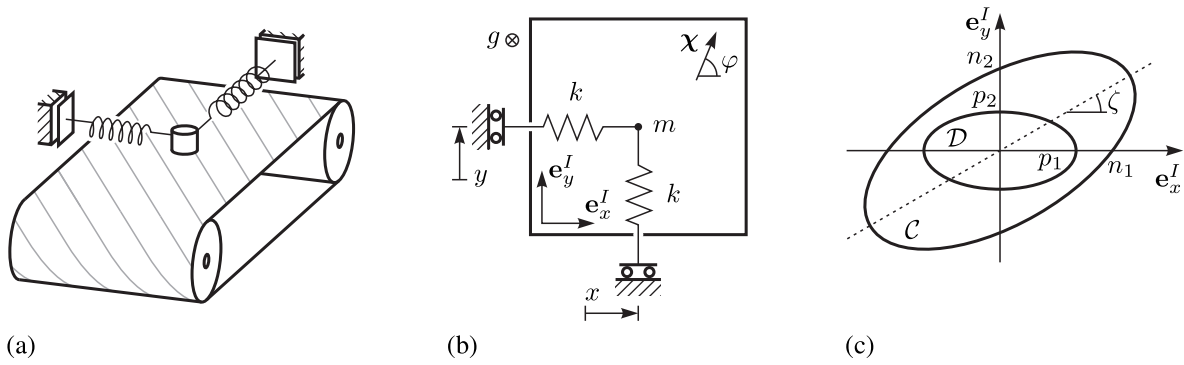 g ⊗
χ
φ
k
m
y
e_y^I
e_x^I
k
x
e_y^I
n_2
p_2
ζ
𝒟
p_1
n_1
e_x^I
𝒞
(a)
(b)
(c)